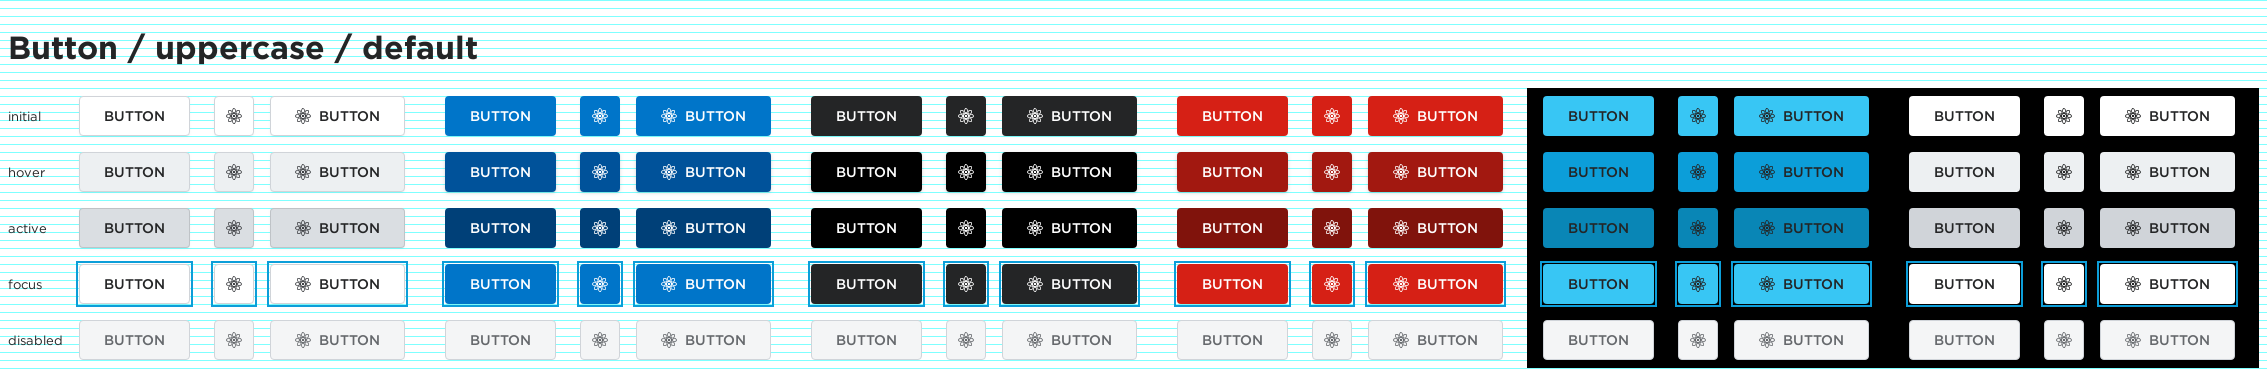 Button / uppercase / default
initial BUTTON BUTTON BUTTON BUTTON BUTTON BUTTON BUTTON BUTTON BUTTON BUTTON BUTTON BUTTON
hover BUTTON BUTTON BUTTON BUTTON BUTTON BUTTON BUTTON BUTTON BUTTON BUTTON BUTTON BUTTON
active BUTTON BUTTON BUTTON BUTTON BUTTON BUTTON BUTTON BUTTON BUTTON BUTTON BUTTON BUTTON
focus BUTTON BUTTON BUTTON BUTTON BUTTON BUTTON BUTTON BUTTON BUTTON BUTTON BUTTON BUTTON
disabled BUTTON BUTTON BUTTON BUTTON BUTTON BUTTON BUTTON BUTTON BUTTON BUTTON BUTTON BUTTON